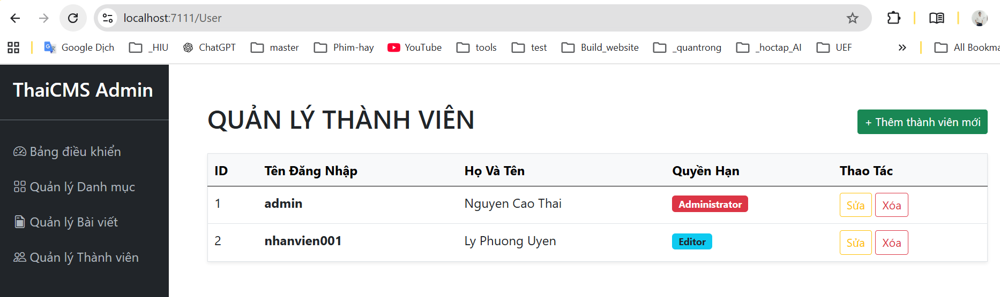 localhost:7111/User
Google Dịch _HIU ChatGPT master Phim-hay YouTube tools test Build_website _quantrong _hoctap_AI UEF » All Bookma
ThaiCMS Admin
Bảng điều khiển
Quản lý Danh mục
Quản lý Bài viết
Quản lý Thành viên
QUẢN LÝ THÀNH VIÊN
+ Thêm thành viên mới
ID Tên Đăng Nhập Họ Và Tên Quyền Hạn Thao Tác
1 admin Nguyen Cao Thai Administrator Sửa Xóa
2 nhanvien001 Ly Phuong Uyen Editor Sửa Xóa